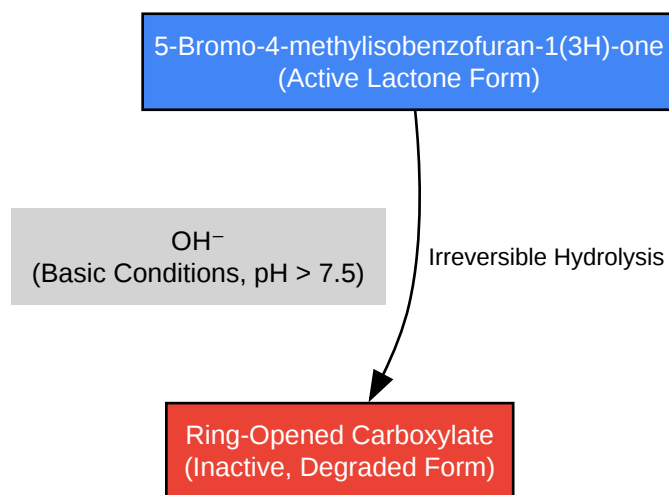 5-Bromo-4-methylisobenzofuran-1(3H)-one
(Active Lactone Form)
OH⁻
(Basic Conditions, pH > 7.5)
Irreversible Hydrolysis
Ring-Opened Carboxylate
(Inactive, Degraded Form)